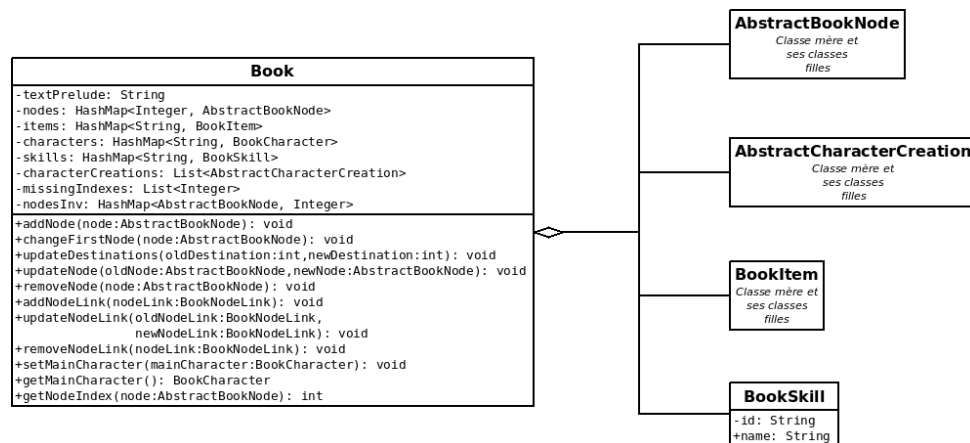 Book
-textPrelude: String
-nodes: HashMap<Integer, AbstractBookNode>
-items: HashMap<String, BookItem>
-characters: HashMap<String, BookCharacter>
-skills: HashMap<String, BookSkill>
-characterCreations: List<AbstractCharacterCreation>
-missingIndexes: List<Integer>
-nodesInv: HashMap<AbstractBookNode, Integer>
+addNode(node:AbstractBookNode): void
+changeFirstNode(node:AbstractBookNode): void
+updateDestinations(oldDestination:int,newDestination:int): void
+updateNode(oldNode:AbstractBookNode,newNode:AbstractBookNode): void
+removeNode(node:AbstractBookNode): void
+addNodeLink(nodeLink:BookNodeLink): void
+updateNodeLink(oldNodeLink:BookNodeLink,
newNodeLink:BookNodeLink): void
+removeNodeLink(nodeLink:BookNodeLink): void
+setMainCharacter(mainCharacter:BookCharacter): void
+getMainCharacter(): BookCharacter
+getNodeIndex(node:AbstractBookNode): int
AbstractBookNode
Classe mère et
ses classes
filles
AbstractCharacterCreation
Classe mère et
ses classes
filles
BookItem
Classe mère et
ses classes
filles
BookSkill
-id: String
+name: String